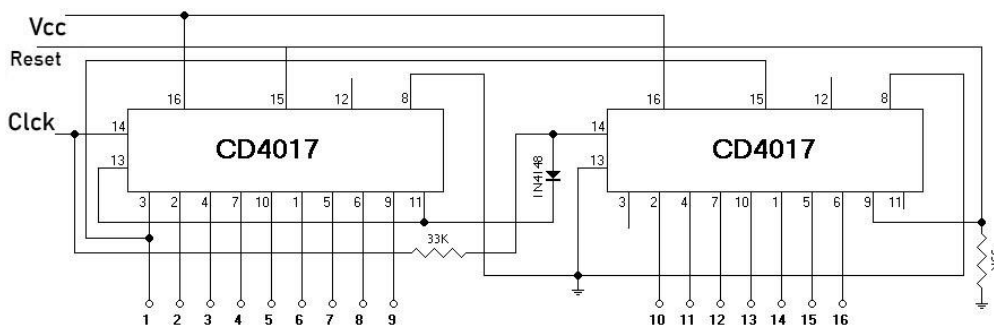 Vcc
Reset
16 15 12 8 16 15 12 8
Clck
14 14
CD4017 CD4017
13 13
1N4148
3 2 4 7 10 1 5 6 9 11 3 2 4 7 10 1 5 6 9 11
33K
1 2 3 4 5 6 7 8 9 10 11 12 13 14 15 16